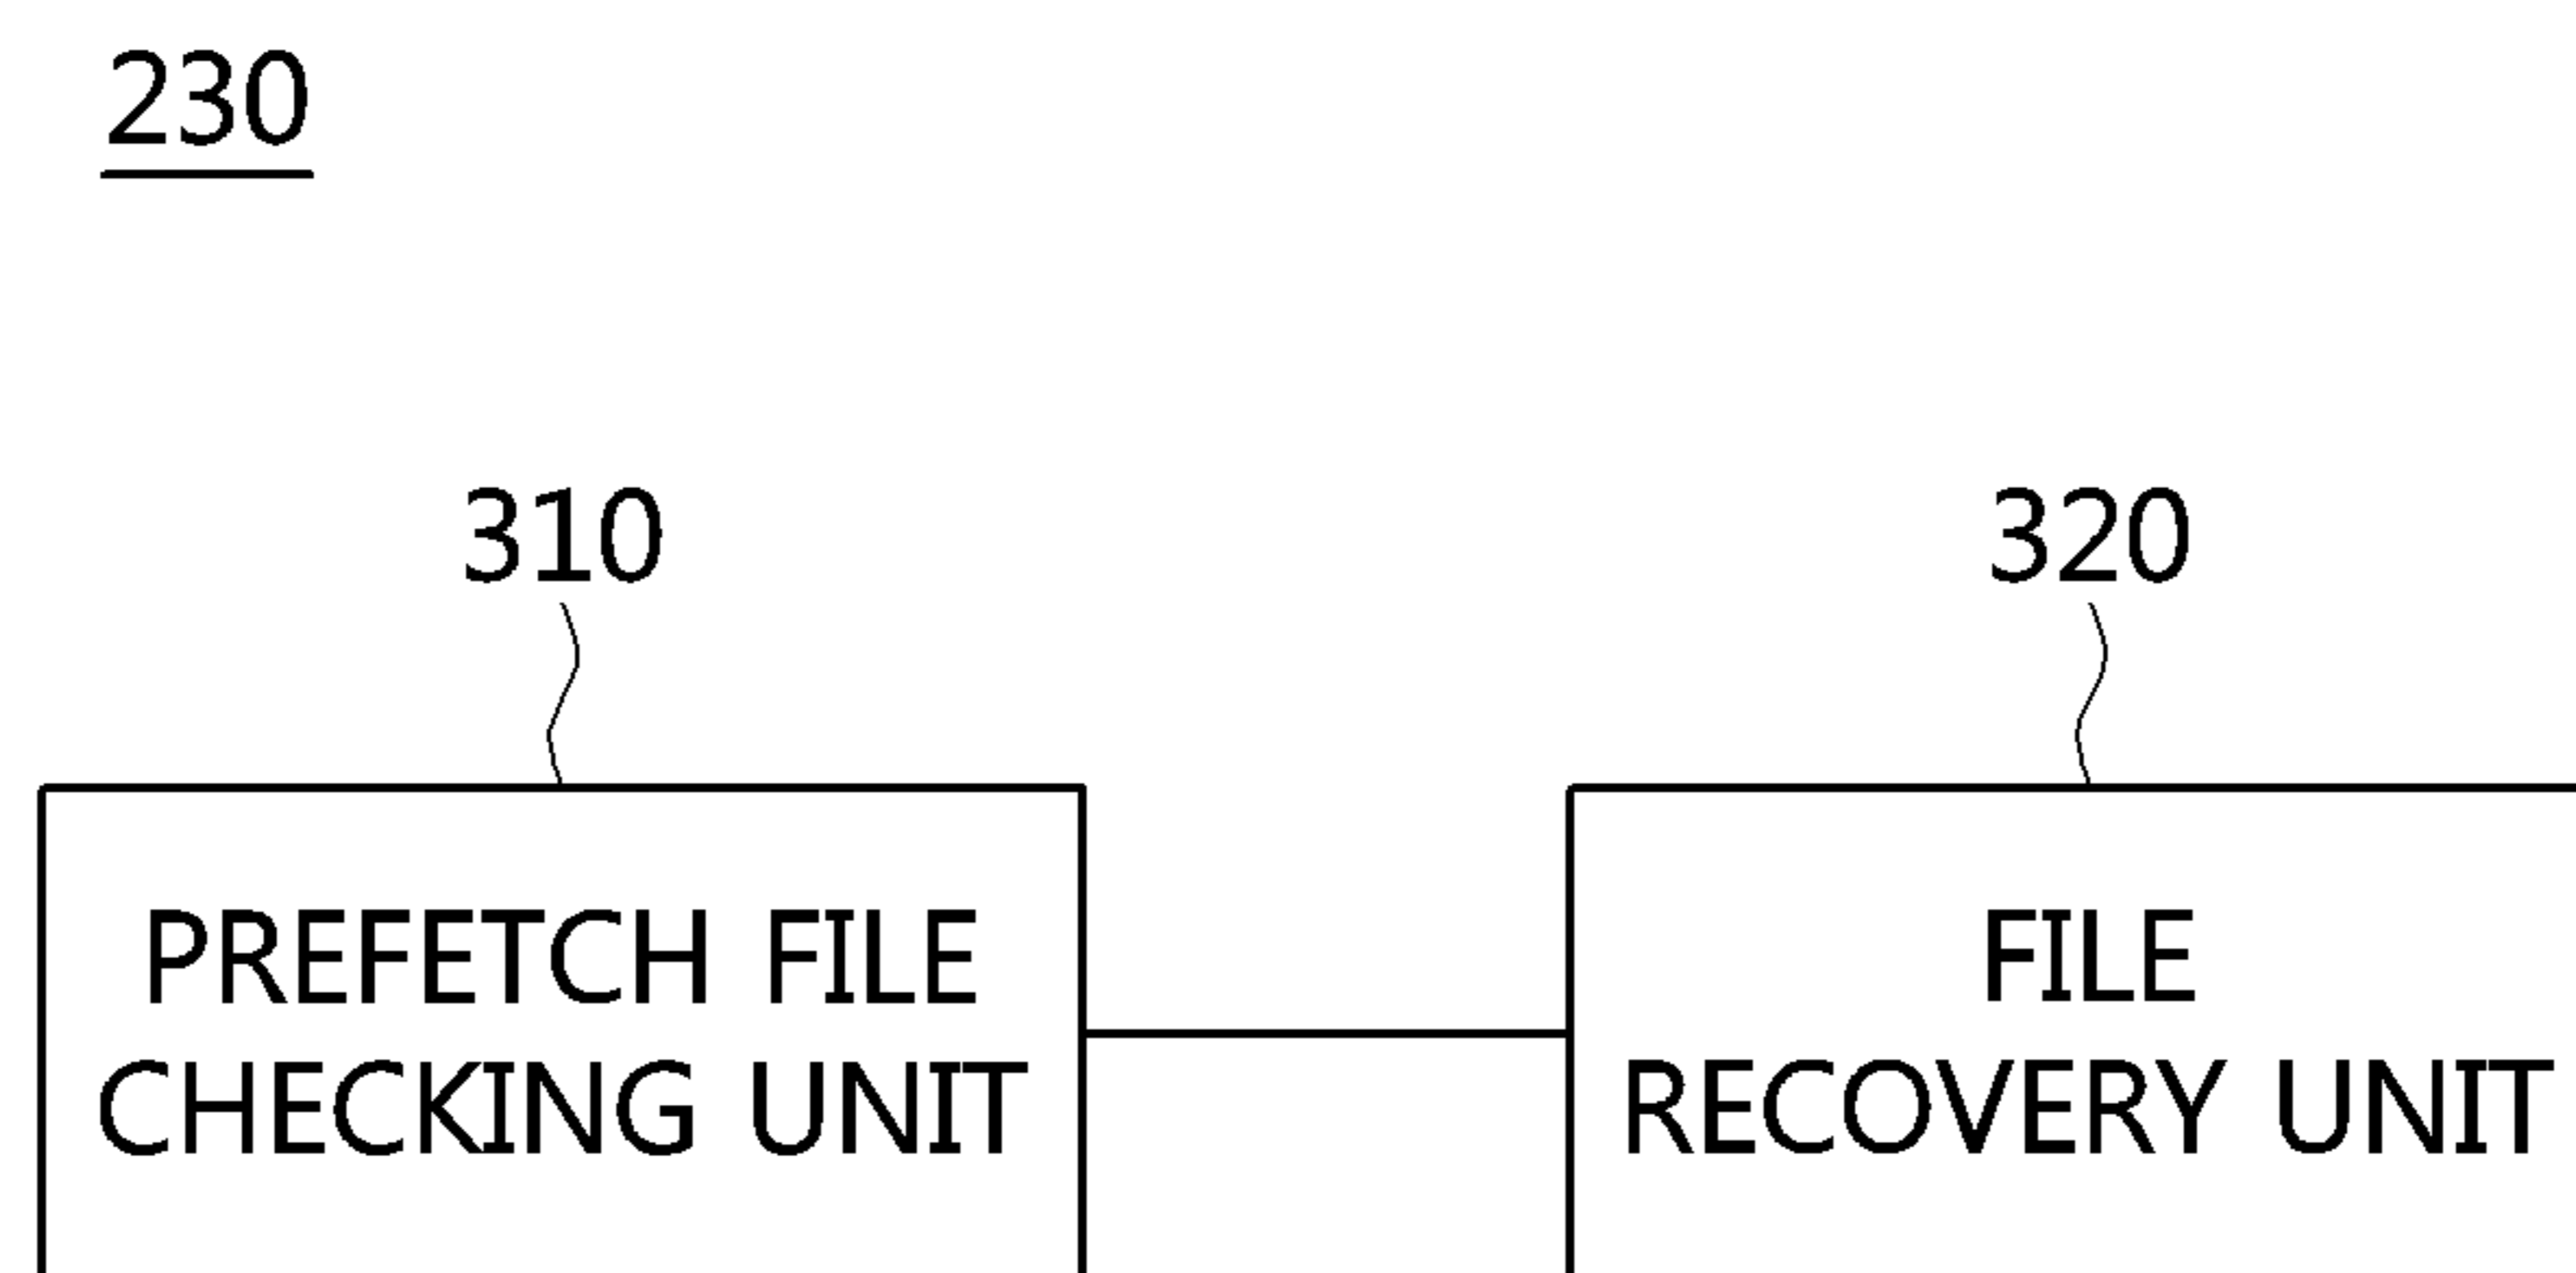 230
310
320
PREFETCH FILE
CHECKING UNIT
FILE
RECOVERY UNIT